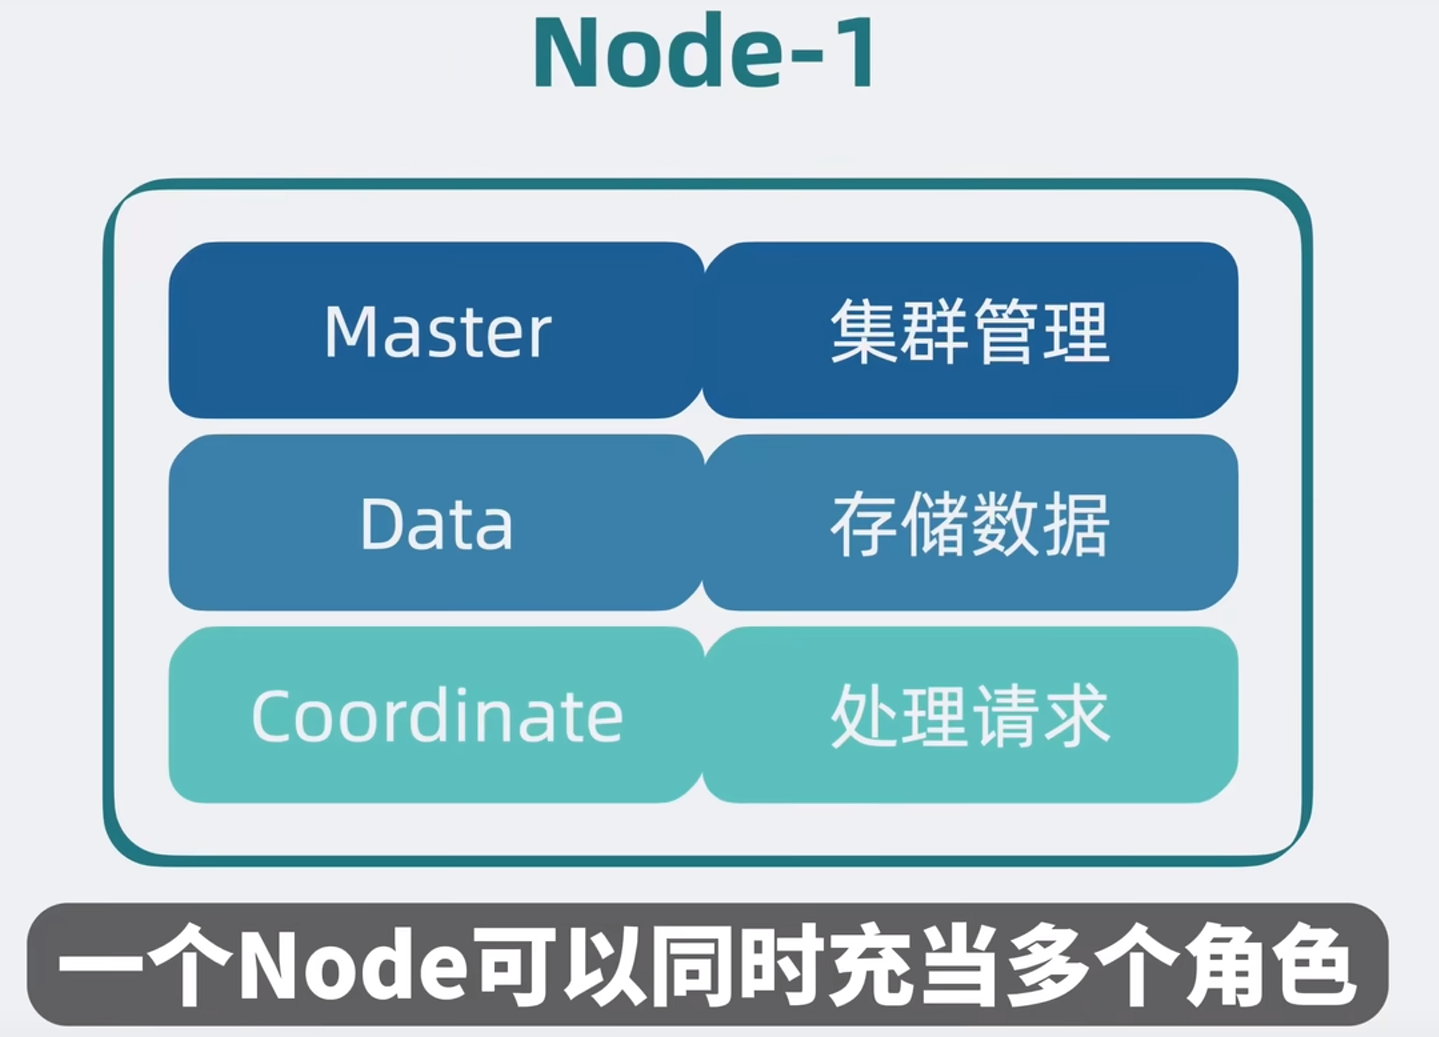 Node-1
Master 集群管理
Data 存储数据
Coordinate 处理请求
一个Node可以同时充当多个角色